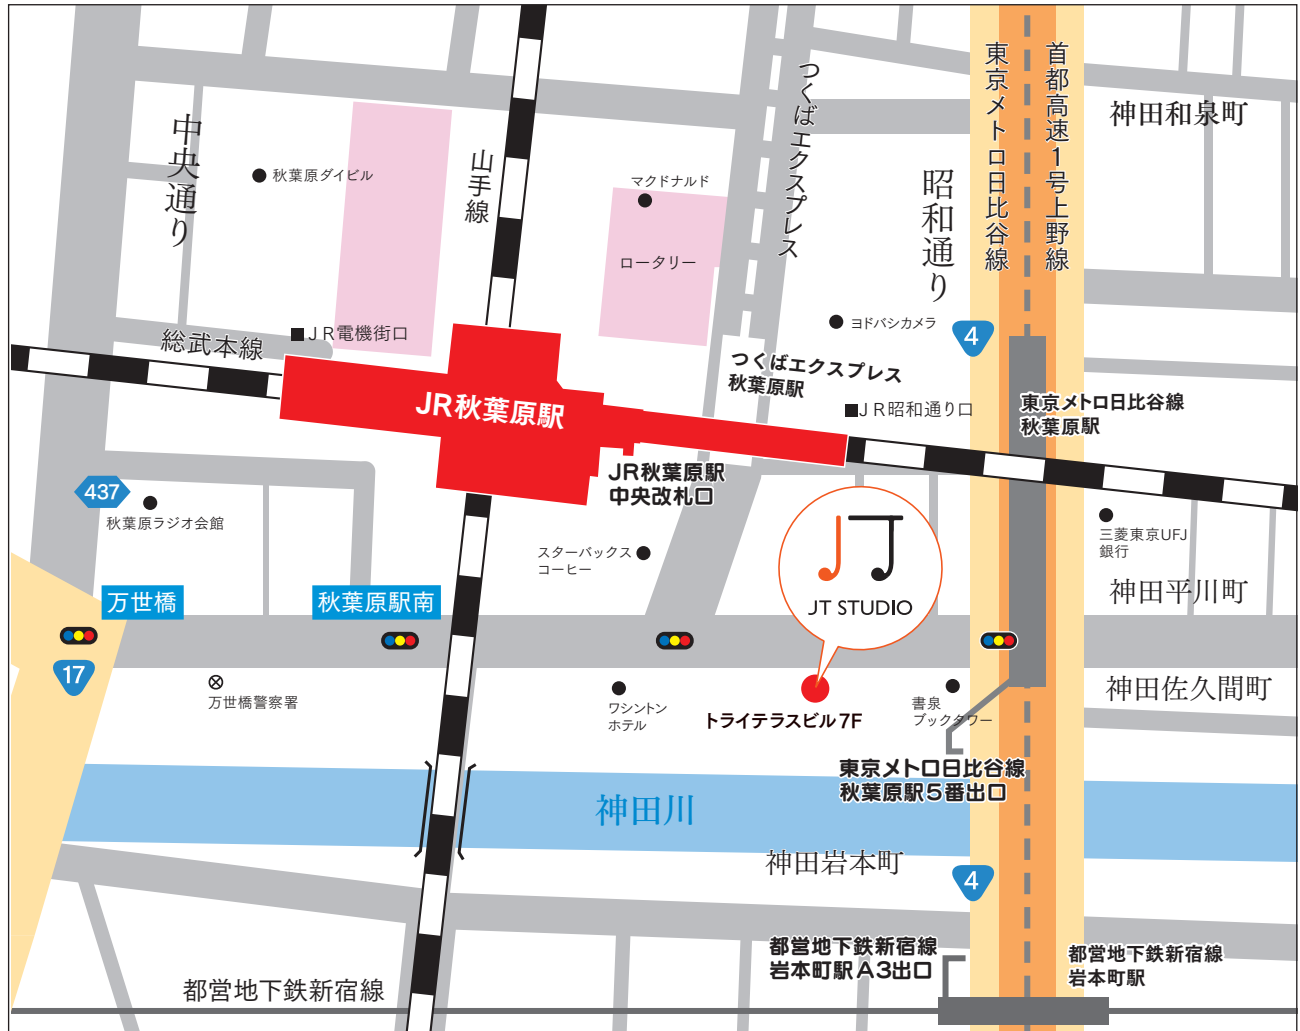 中央通り
秋葉原ダイビル
山手線
マクドナルド
ロータリー
つくばエクスプレス
昭和通り
東京メトロ日比谷線
首都高速1号上野線
神田和泉町
総武本線
JR電機街口
ヨドバシカメラ
4
つくばエクスプレス
秋葉原駅
JR昭和通り口
東京メトロ日比谷線
秋葉原駅
JR秋葉原駅
JR秋葉原駅
中央改札口
437
秋葉原ラジオ会館
スターバックス
コーヒー
JT STUDIO
三菱東京UFJ
銀行
神田平川町
万世橋
秋葉原駅南
17
万世橋警察署
ワシントン
ホテル
トライテラスビル7F
書泉
ブックタワー
神田佐久間町
東京メトロ日比谷線
秋葉原駅5番出口
神田川
神田岩本町
4
都営地下鉄新宿線
岩本町駅A3出口
都営地下鉄新宿線
岩本町駅
都営地下鉄新宿線